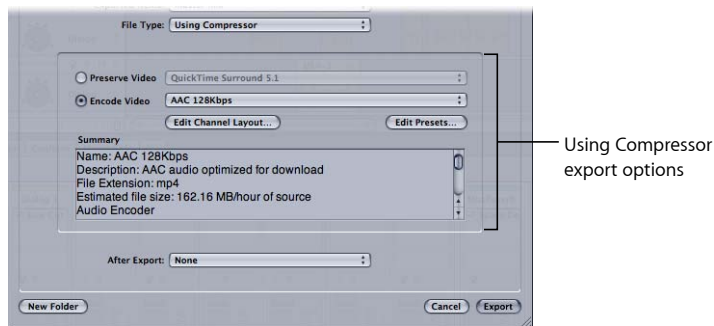 File Type: Using Compressor
Preserve Video QuickTime Surround 5.1
Encode Video AAC 128Kbps
Edit Channel Layout... Edit Presets...
Summary
Name: AAC 128Kbps
Description: AAC audio optimized for download
File Extension: mp4
Estimated file size: 162.16 MB/hour of source
Audio Encoder
Using Compressor
export options
After Export: None
New Folder Cancel Export